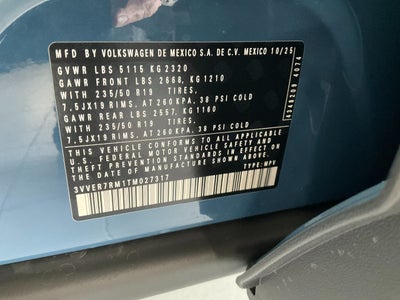 MFD BY VOLKSWAGEN DE MEXICO S.A. DE C.V. MEXICO 10/25
GVWR LBS 5115 KG 2320
GAWR FRONT LBS 2668, KG 1210
WITH 235/50 R19 TIRES,
7.5JX19 RIMS, AT 260 KPA, 38 PSI COLD
GAWR REAR LBS 2557, KG 1160
WITH 235/50 R19 TIRES,
7.5JX19 RIMS, AT 260KPA, 38 PSI COLD
THIS VEHICLE CONFORMS TO ALL APPLICABLE
U.S. FEDERAL MOTOR VEHICLE SAFETY AND
THEFT PREVENTION STANDARDS IN EFFECT ON
THE DATE OF MANUFACTURE SHOWN ABOVE.
3VVER7RM1TM027317 TYPE: MPV
6349209 4074